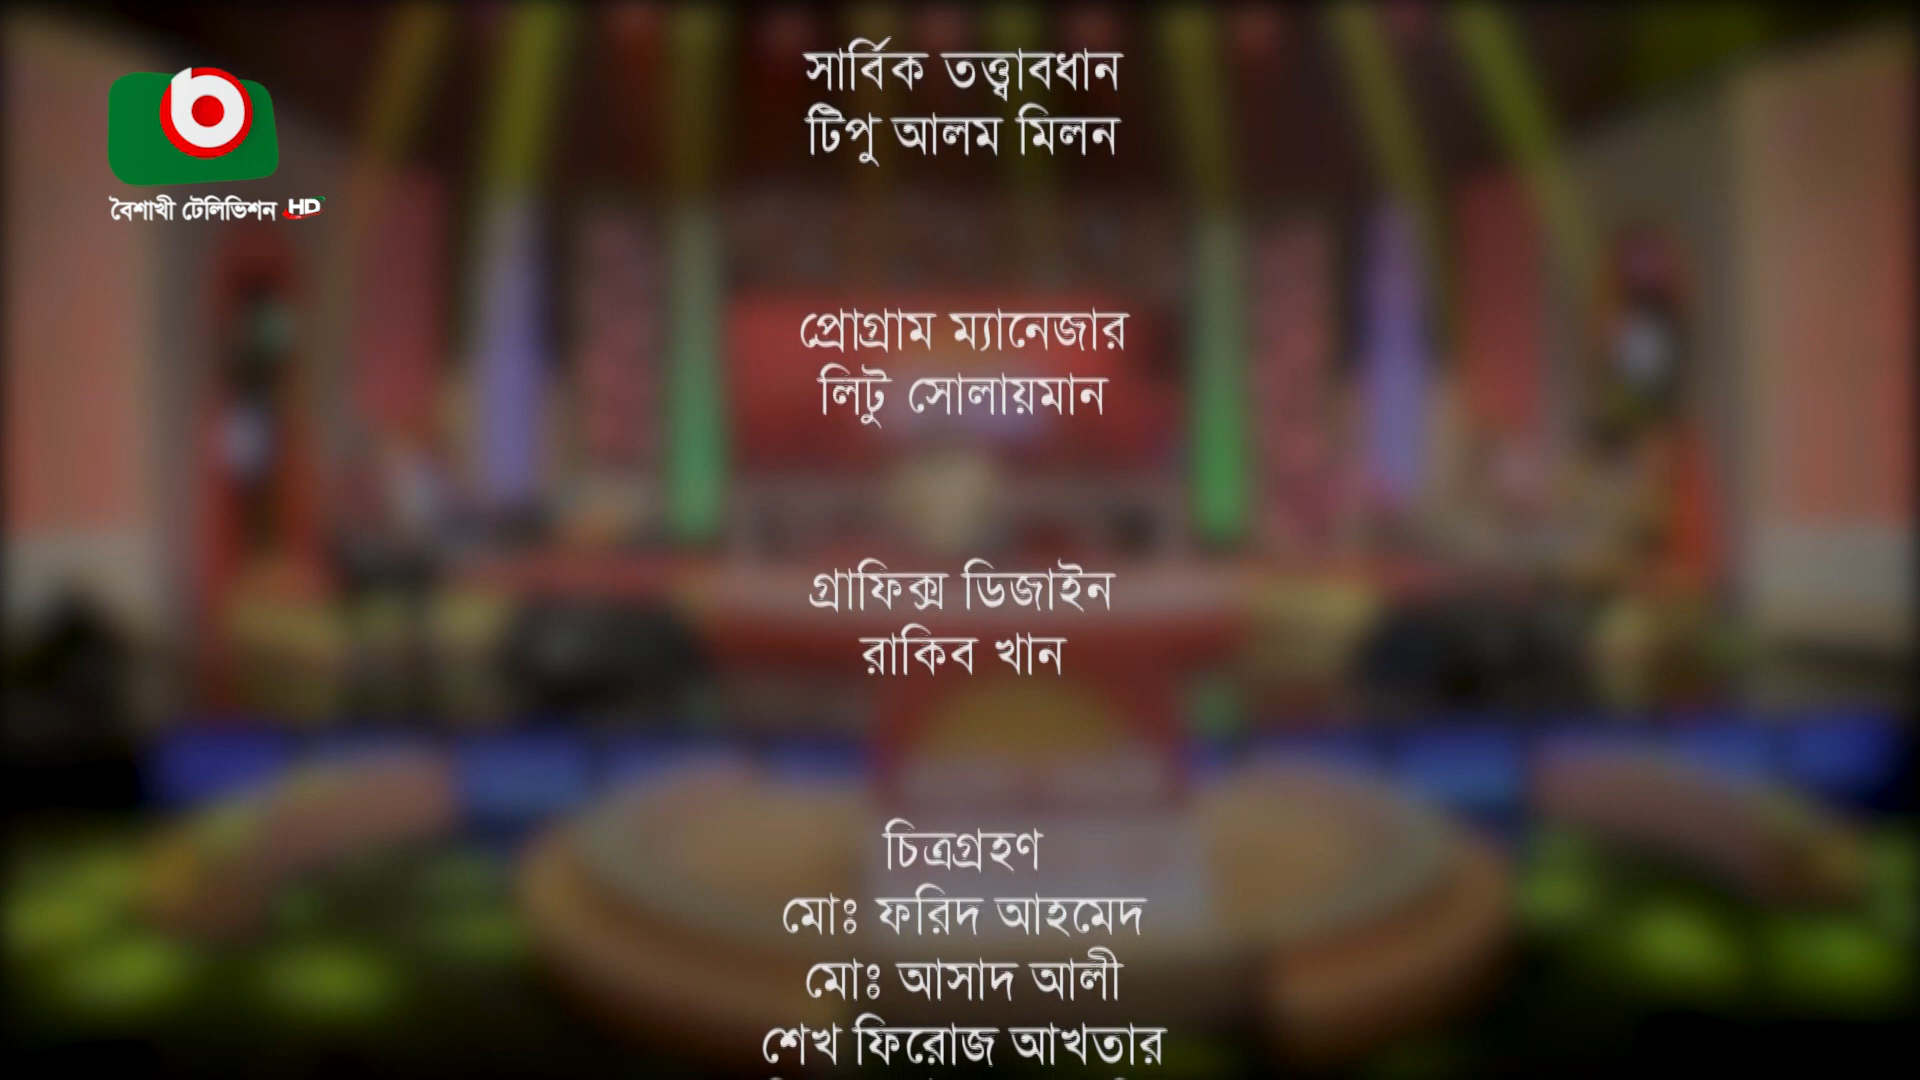 সার্বিক তত্ত্বাবধান
টিপু আলম মিলন
বৈশাখী টেলিভিশন HD
প্রোগ্রাম ম্যানেজার
লিটু সোলায়মান
গ্রাফিক্স ডিজাইন
রাকিব খান
চিত্রগ্রহণ
মোঃ ফরিদ আহমেদ
মোঃ আসাদ আলী
শেখ ফিরোজ আখতার